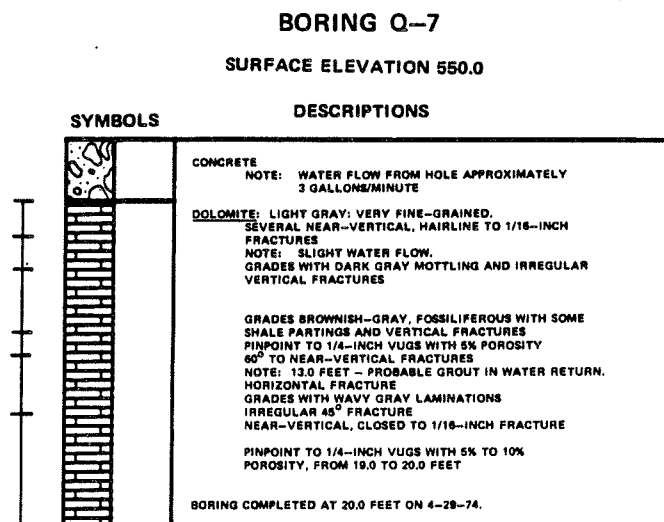 BORING Q-7
SURFACE ELEVATION 550.0
SYMBOLS
DESCRIPTIONS
CONCRETE
NOTE: WATER FLOW FROM HOLE APPROXIMATELY
3 GALLONS/MINUTE
DOLOMITE: LIGHT GRAY: VERY FINE-GRAINED.
SEVERAL NEAR-VERTICAL, HAIRLINE TO 1/16-INCH
FRACTURES
NOTE: SLIGHT WATER FLOW.
GRADES WITH DARK GRAY MOTTLING AND IRREGULAR
VERTICAL FRACTURES
GRADES BROWNISH-GRAY, FOSSILIFEROUS WITH SOME
SHALE PARTINGS AND VERTICAL FRACTURES
PINPOINT TO 1/4-INCH VUGS WITH 5% POROSITY
60° TO NEAR-VERTICAL FRACTURES
NOTE: 13.0 FEET - PROBABLE GROUT IN WATER RETURN.
HORIZONTAL FRACTURE
GRADES WITH WAVY GRAY LAMINATIONS
IRREGULAR 45° FRACTURE
NEAR-VERTICAL, CLOSED TO 1/16-INCH FRACTURE
PINPOINT TO 1/4-INCH VUGS WITH 5% TO 10%
POROSITY, FROM 19.0 TO 20.0 FEET
BORING COMPLETED AT 20.0 FEET ON 4-29-74.